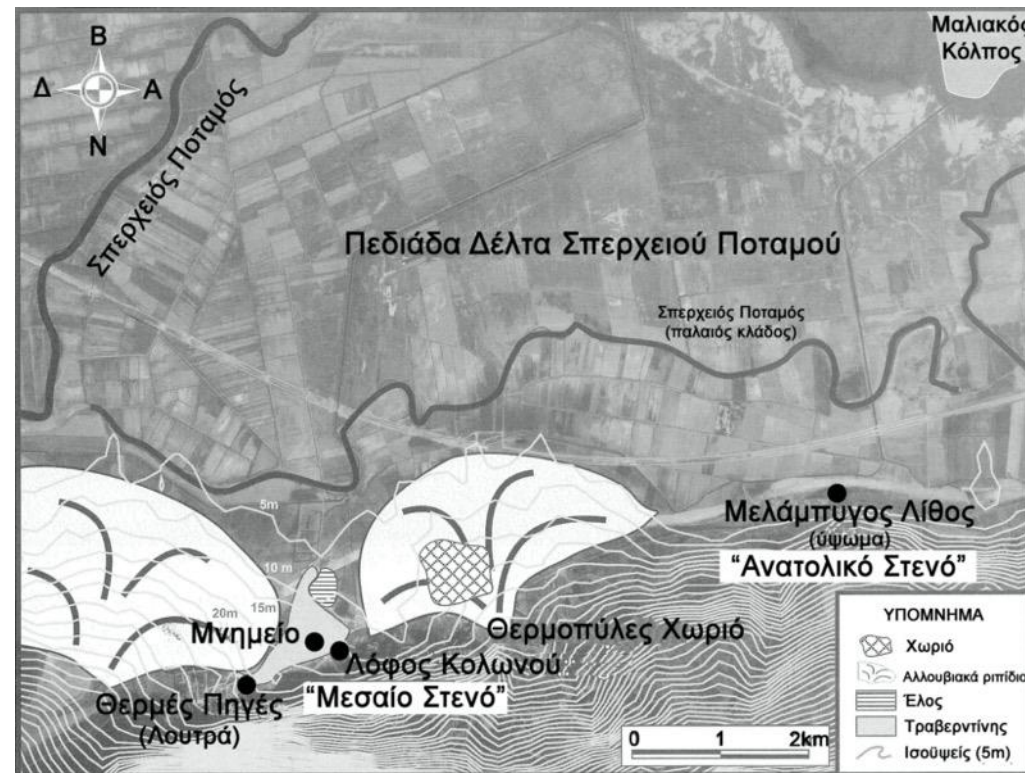 Μαλιακός
Κόλπος
Β
Δ
Α
Ν
Σπερχειός Ποταμός
Πεδιάδα Δέλτα Σπερχειού Ποταμού
Σπερχειός Ποταμός
(παλαιός κλάδος)
5m
10 m
15m
20m
Μελάμπυγος Λίθος
(ύψωμα)
"Ανατολικό Στενό"
Μνημείο
Θερμοπύλες Χωριό
Λόφος Κολωνού
"Μεσαίο Στενό"
Θερμές Πηγές
(Λουτρά)
0 1 2km
ΥΠΟΜΝΗΜΑ
Χωριό
Αλλουβιακά ριπίδια
Έλος
Τραβερντίνης
Ισοϋψείς (5m)